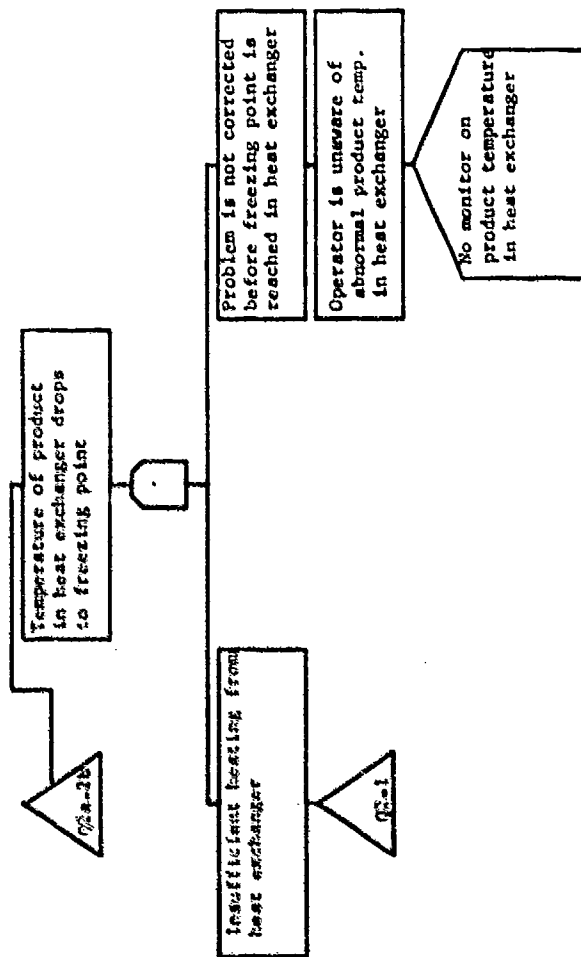 Temperature of product
in heat exchanger drops
to freezing point
Insufficient heating from
heat exchanger
Problem is not corrected
before freezing point is
reached in heat exchanger
Operator is unaware of
abnormal product temp.
in heat exchanger
No monitor on
product temperature
in heat exchanger